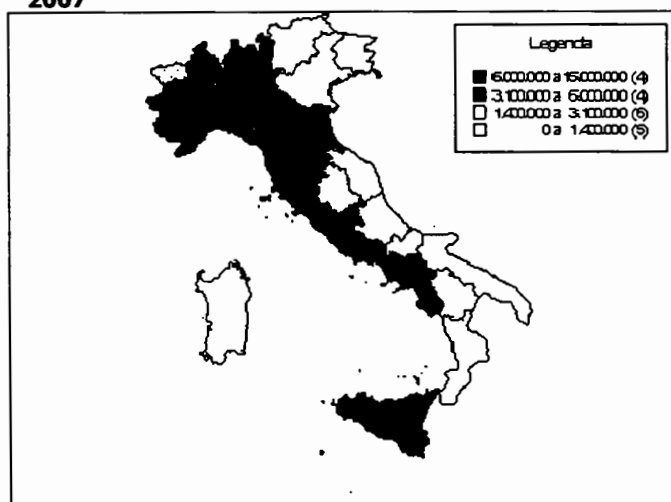 2007
Legenda
6.000.000 a 15.000.000 (4)
3.100.000 a 6.000.000 (4)
1.400.000 a 3.100.000 (6)
0 a 1.400.000 (5)